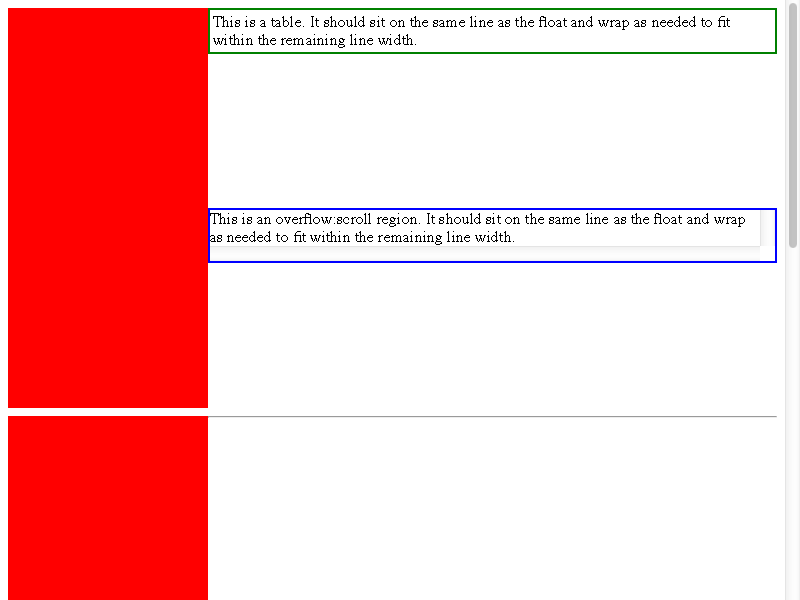 This is a table. It should sit on the same line as the float and wrap as needed to fit
within the remaining line width.
This is an overflow:scroll region. It should sit on the same line as the float and wrap
as needed to fit within the remaining line width.